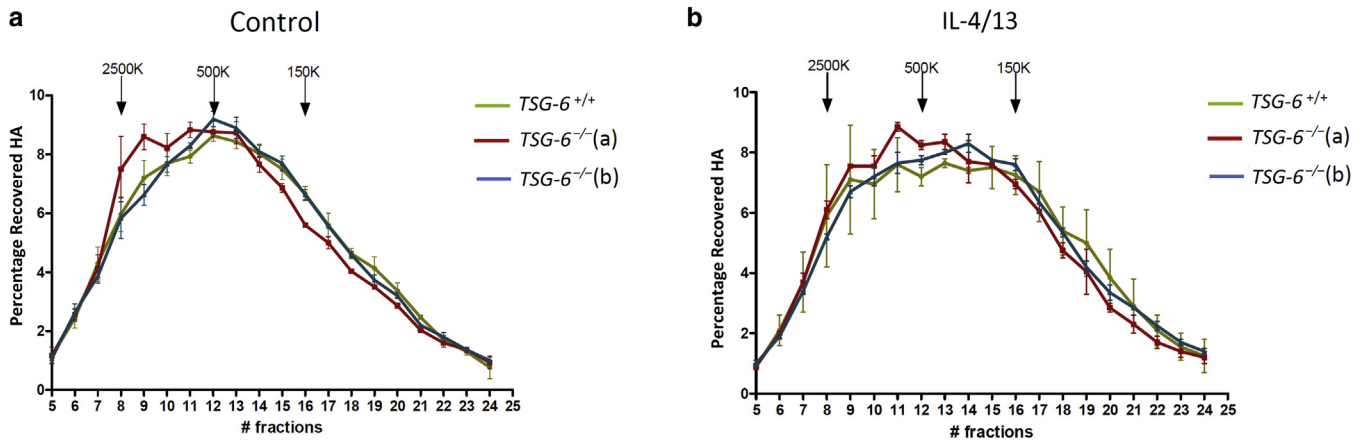 a
Control
2500K 500K 150K
Percentage Recovered HA
10
8
6
4
2
0
5 6 7 8 9 10 11 12 13 14 15 16 17 18 19 20 21 22 23 24 25
# fractions
TSG-6+/+
TSG-6−/−(a)
TSG-6−/−(b)
b
IL-4/13
2500K 500K 150K
Percentage Recovered HA
10
8
6
4
2
0
5 6 7 8 9 10 11 12 13 14 15 16 17 18 19 20 21 22 23 24 25
# fractions
TSG-6+/+
TSG-6−/−(a)
TSG-6−/−(b)